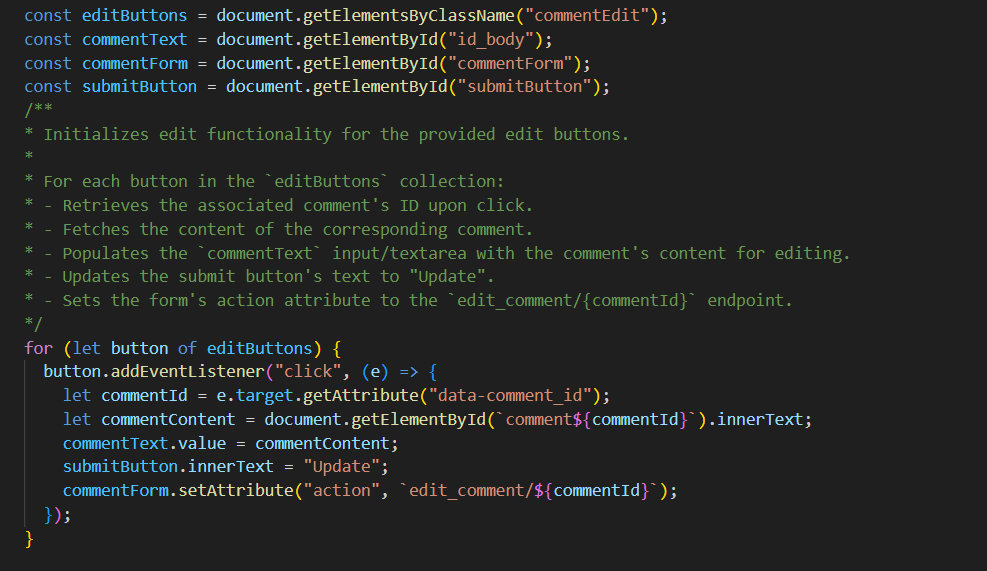 const editButtons = document.getElementsByClassName("commentEdit");
const commentText = document.getElementById("id_body");
const commentForm = document.getElementById("commentForm");
const submitButton = document.getElementById("submitButton");
/**
* Initializes edit functionality for the provided edit buttons.
*
* For each button in the `editButtons` collection:
* - Retrieves the associated comment's ID upon click.
* - Fetches the content of the corresponding comment.
* - Populates the `commentText` input/textarea with the comment's content for editing.
* - Updates the submit button's text to "Update".
* - Sets the form's action attribute to the `edit_comment/{commentId}` endpoint.
*/
for (let button of editButtons) {
  button.addEventListener("click", (e) => {
    let commentId = e.target.getAttribute("data-comment_id");
    let commentContent = document.getElementById(`comment${commentId}`).innerText;
    commentText.value = commentContent;
    submitButton.innerText = "Update";
    commentForm.setAttribute("action", `edit_comment/${commentId}`);
  });
}